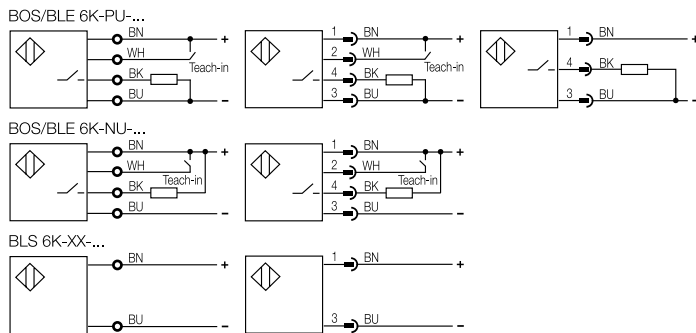 BOS/BLE 6K-PU-...
BN +
WH
Teach-in
BK
BU −
1 BN +
2 WH
Teach-in
4 BK
3 BU −
1 BN +
4 BK
3 BU −
BOS/BLE 6K-NU-...
BN +
WH
Teach-in
BK
BU −
1 BN +
2 WH
Teach-in
4 BK
3 BU −
BLS 6K-XX-...
BN +
BU −
1 BN +
3 BU −